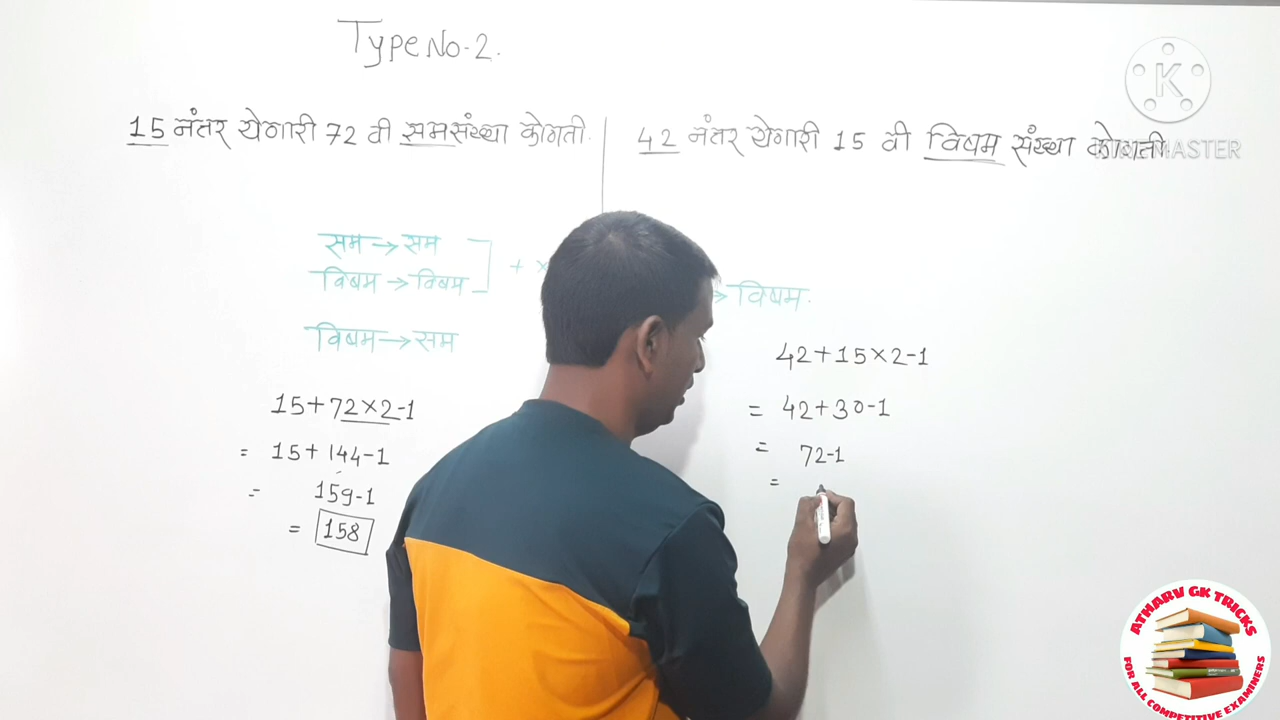 Type No-2.
15 नंतर येणारी 72 वी समसंख्या कोणती.
42 नंतर येणारी 15 वी विषम संख्या कोणती
सम → सम
विषम → विषम
+ ×
विषम → सम
→ विषम.
15+72×2-1
= 15+144-1
= 159-1
= 158
42+15×2-1
= 42+30-1
= 72-1
=
K
MASTER
ATHARV GK TRICKS
FOR ALL COMPETITIVE EXAMINERS